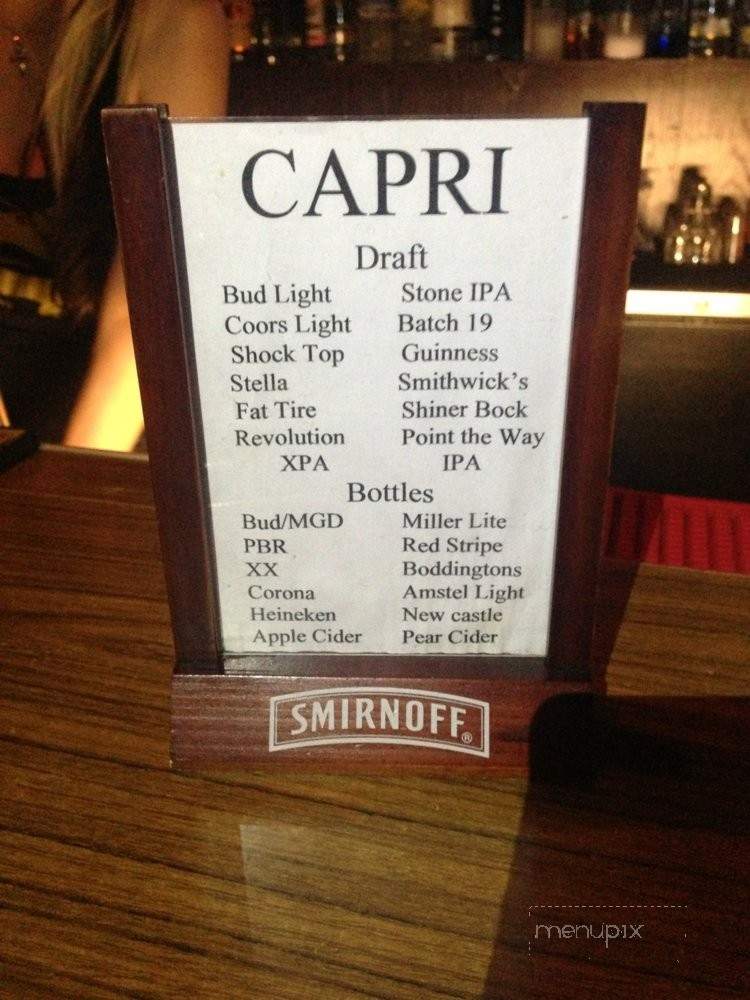 CAPRI
Draft
Bud Light Stone IPA
Coors Light Batch 19
Shock Top Guinness
Stella Smithwick's
Fat Tire Shiner Bock
Revolution Point the Way
XPA IPA
Bottles
Bud/MGD Miller Lite
PBR Red Stripe
XX Boddingtons
Corona Amstel Light
Heineken New castle
Apple Cider Pear Cider
SMIRNOFF®
menupix